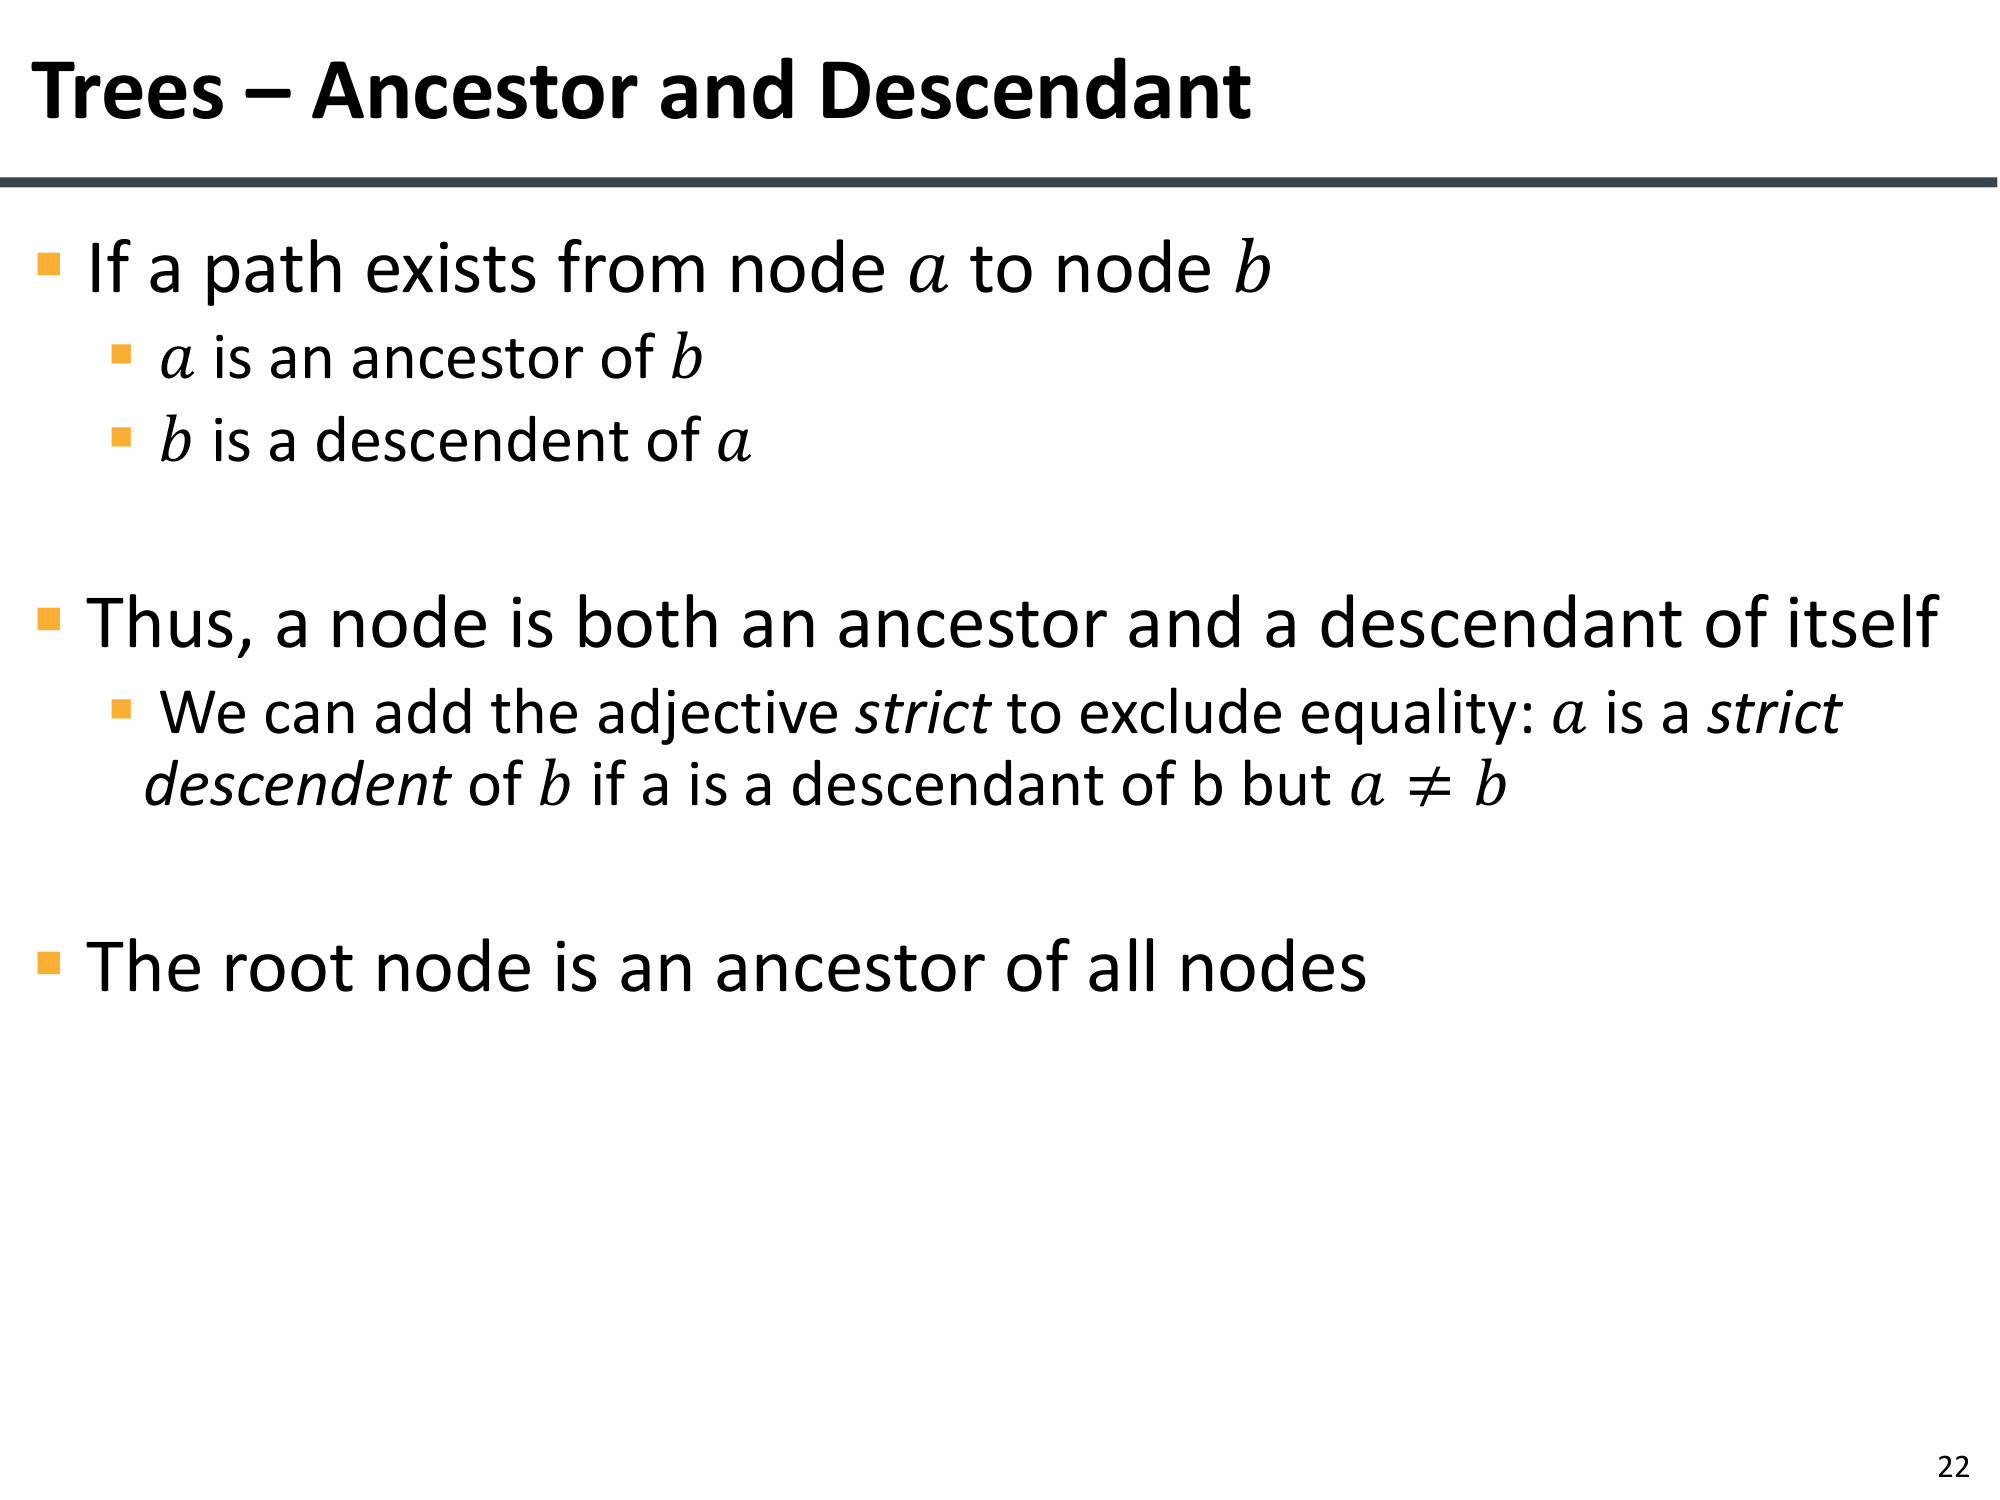 Trees – Ancestor and Descendant
▪ If a path exists from node 𝑎 to node 𝑏
▪ 𝑎 is an ancestor of 𝑏
▪ 𝑏 is a descendent of 𝑎
▪ Thus, a node is both an ancestor and a descendant of itself
▪ We can add the adjective strict to exclude equality: 𝑎 is a strict
descendent of 𝑏 if a is a descendant of b but 𝑎 ≠ 𝑏
▪ The root node is an ancestor of all nodes
22